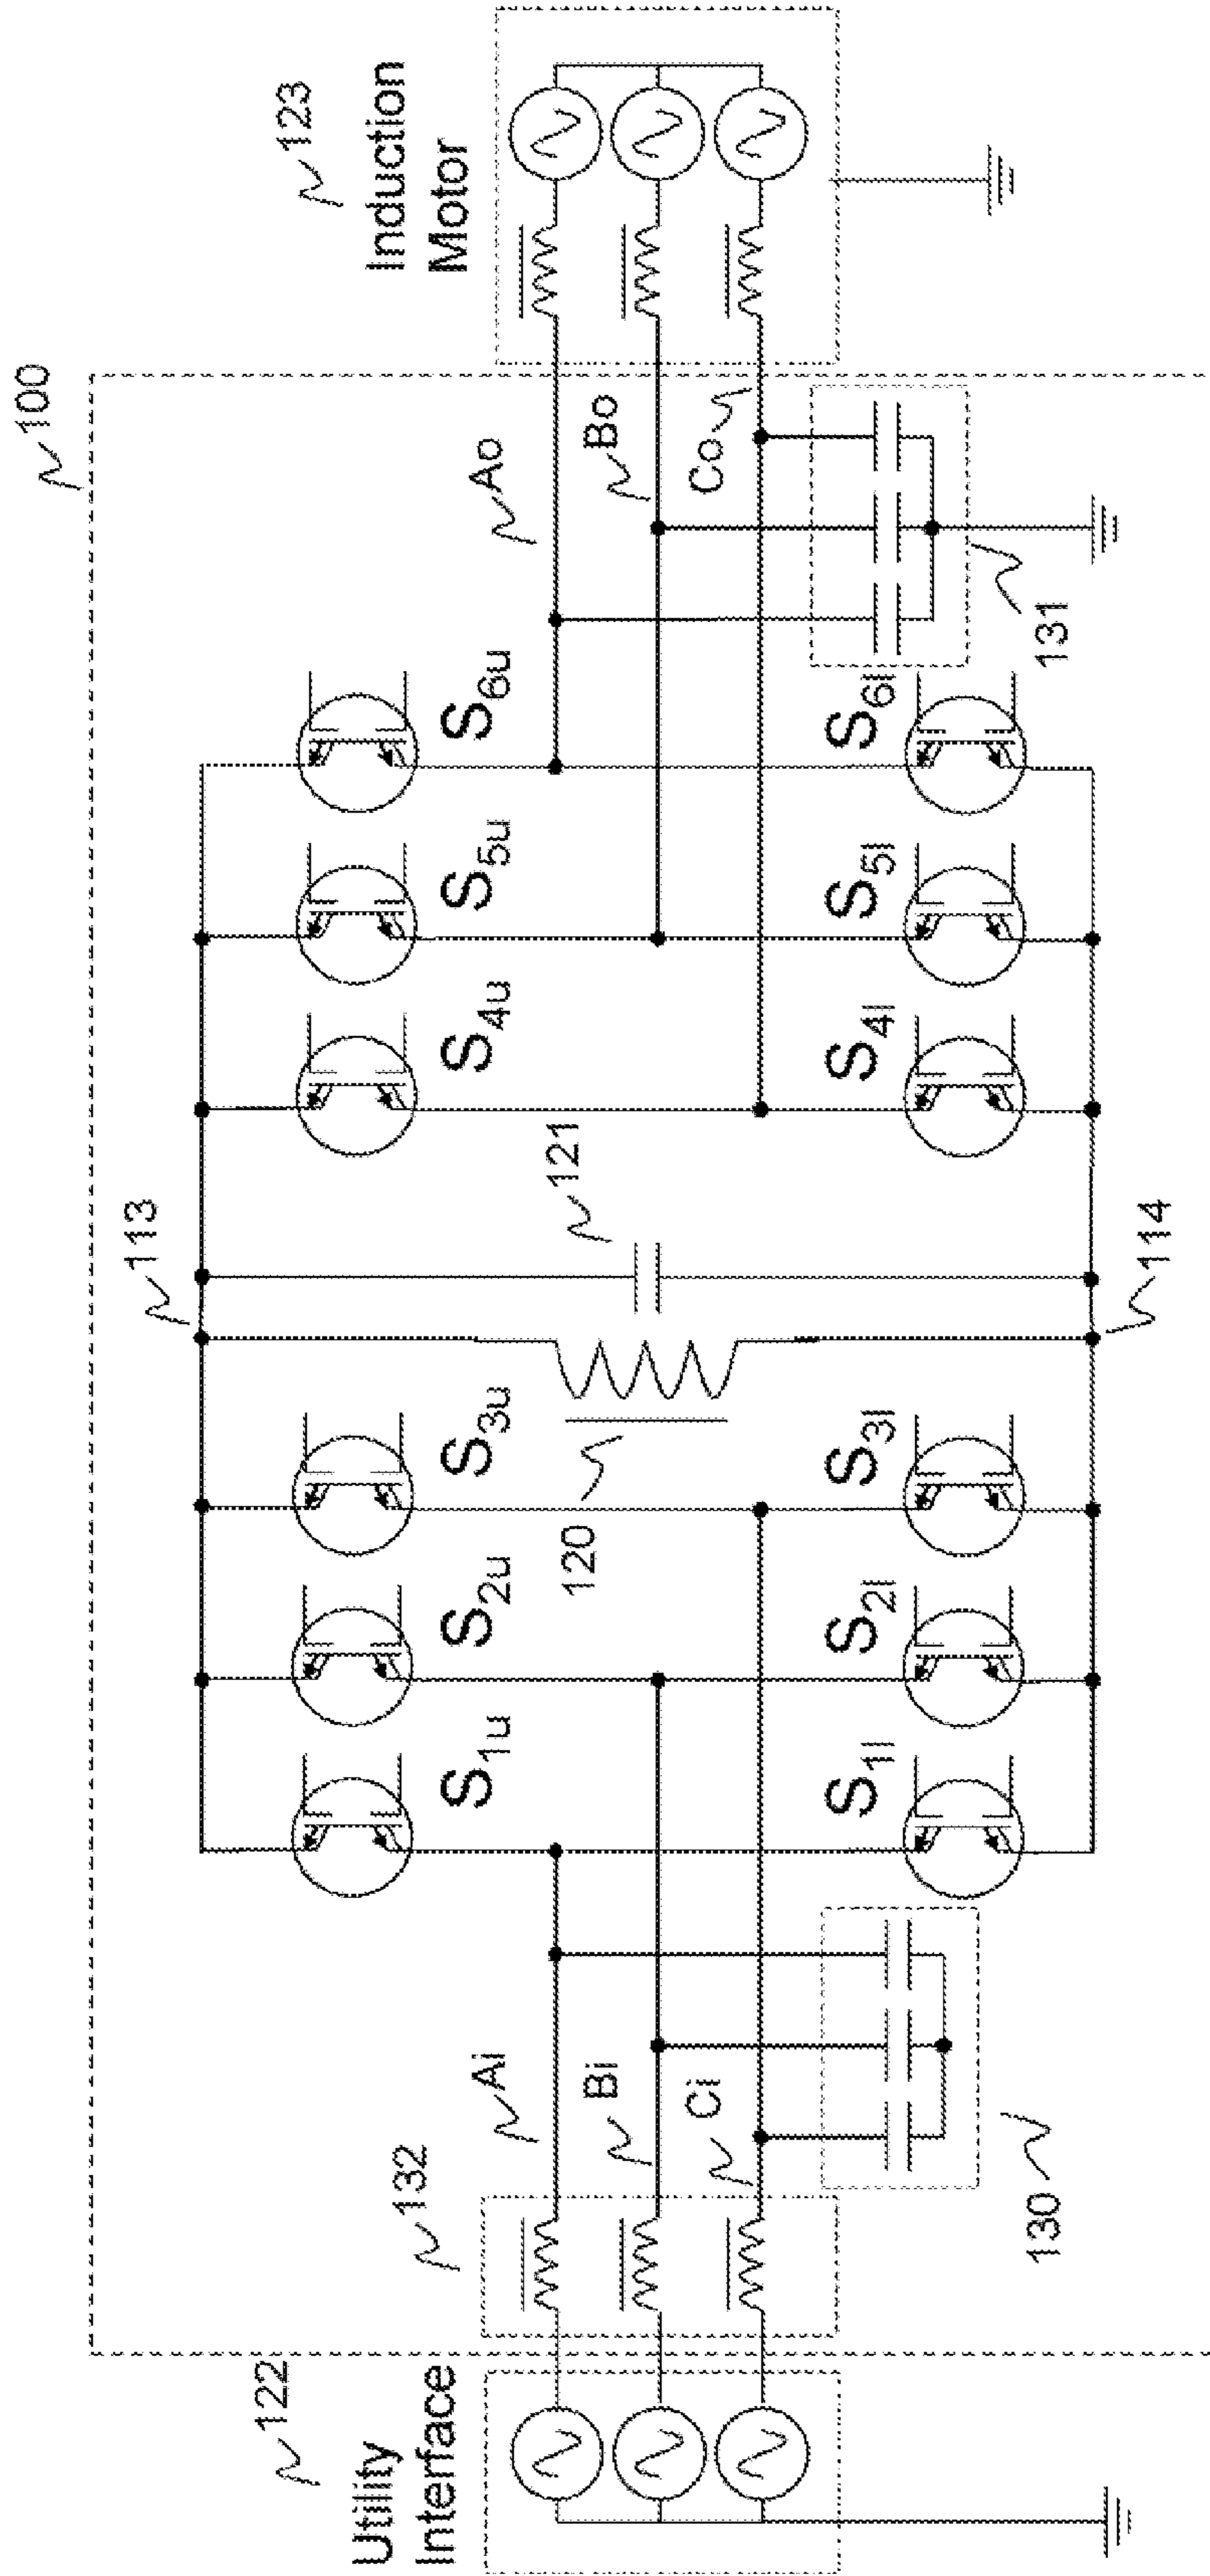 100
122
Utility
Interface
132
Ai
Bi
Ci
130
S1u
S2u
S3u
S1l
S2l
S3l
113
120
121
114
S4u
S5u
S6u
S4l
S5l
S6l
Ao
Bo
Co
131
123
Induction
Motor